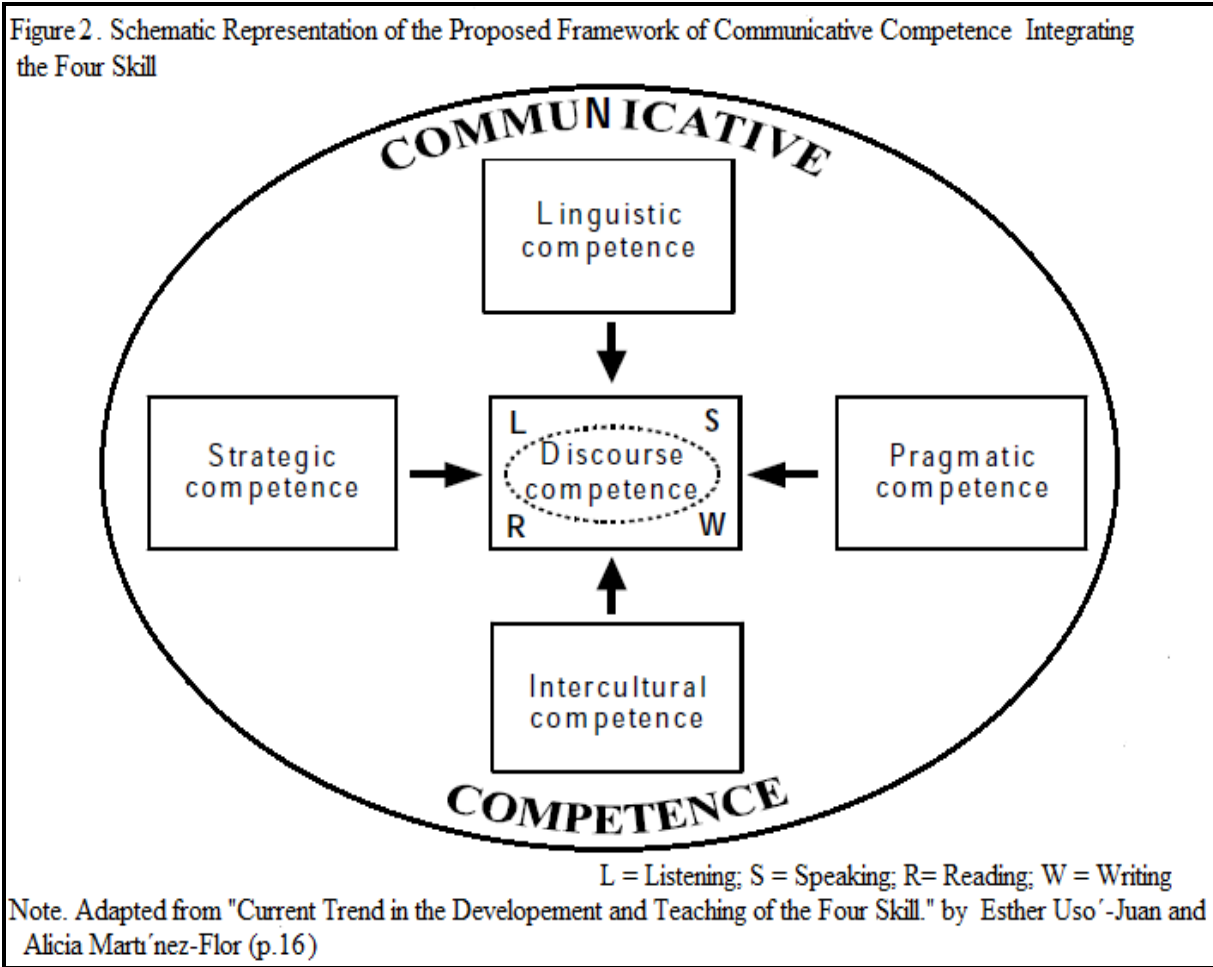 Figure 2. Schematic Representation of the Proposed Framework of Communicative Competence Integrating
the Four Skill
COMMUNICATIVE
Linguistic
competence
Strategic
competence
L S
Discourse
competence
R W
Pragmatic
competence
Intercultural
competence
COMPETENCE
L = Listening; S = Speaking; R= Reading; W = Writing
Note. Adapted from "Current Trend in the Developement and Teaching of the Four Skill." by Esther Uso´-Juan and
Alicia Martı´nez-Flor (p.16)